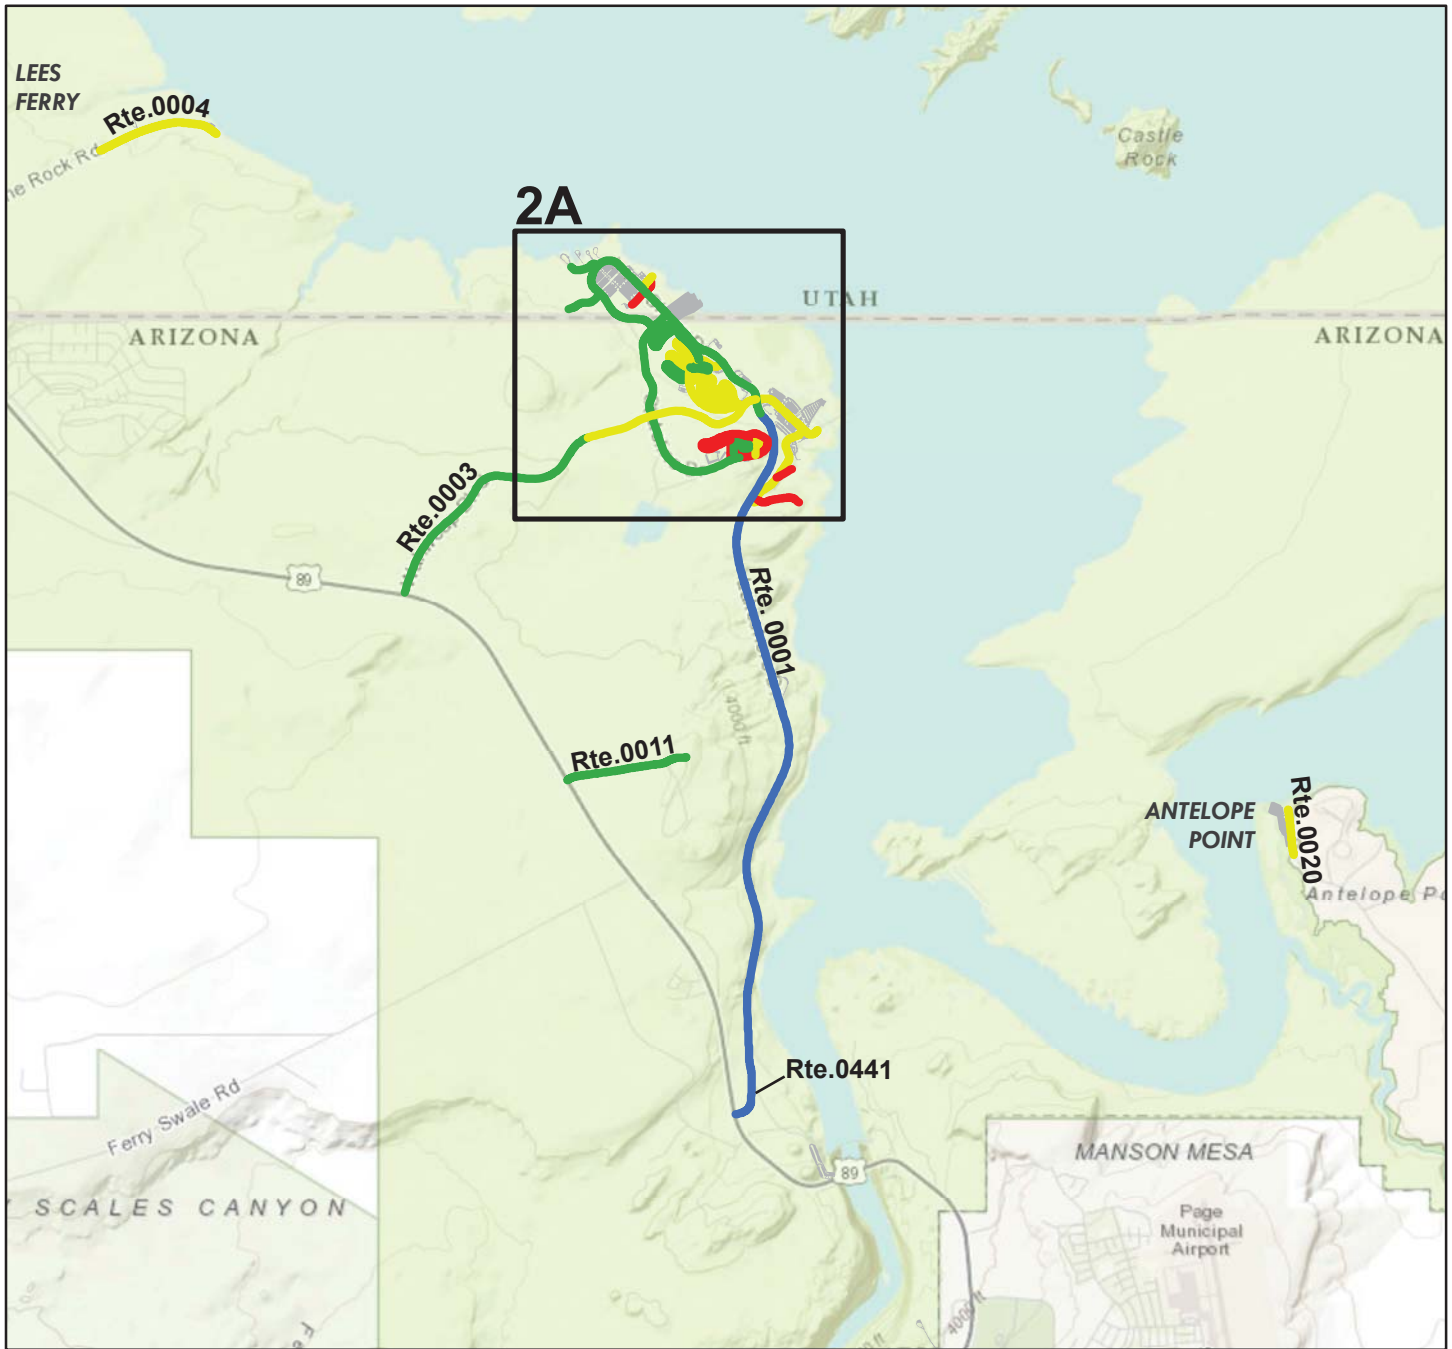 LEES
FERRY
Rte.0004
ne Rock Rd
Castle
Rock
2A
UTAH
ARIZONA
ARIZONA
Rte.0003
89
Rte. 0001
4000 ft
Rte.0011
ANTELOPE
POINT
Rte.0020
Antelope Po
Rte.0441
Ferry Swale Rd
MANSON MESA
89
SCALES CANYON
Page
Municipal
Airport
4000 ft